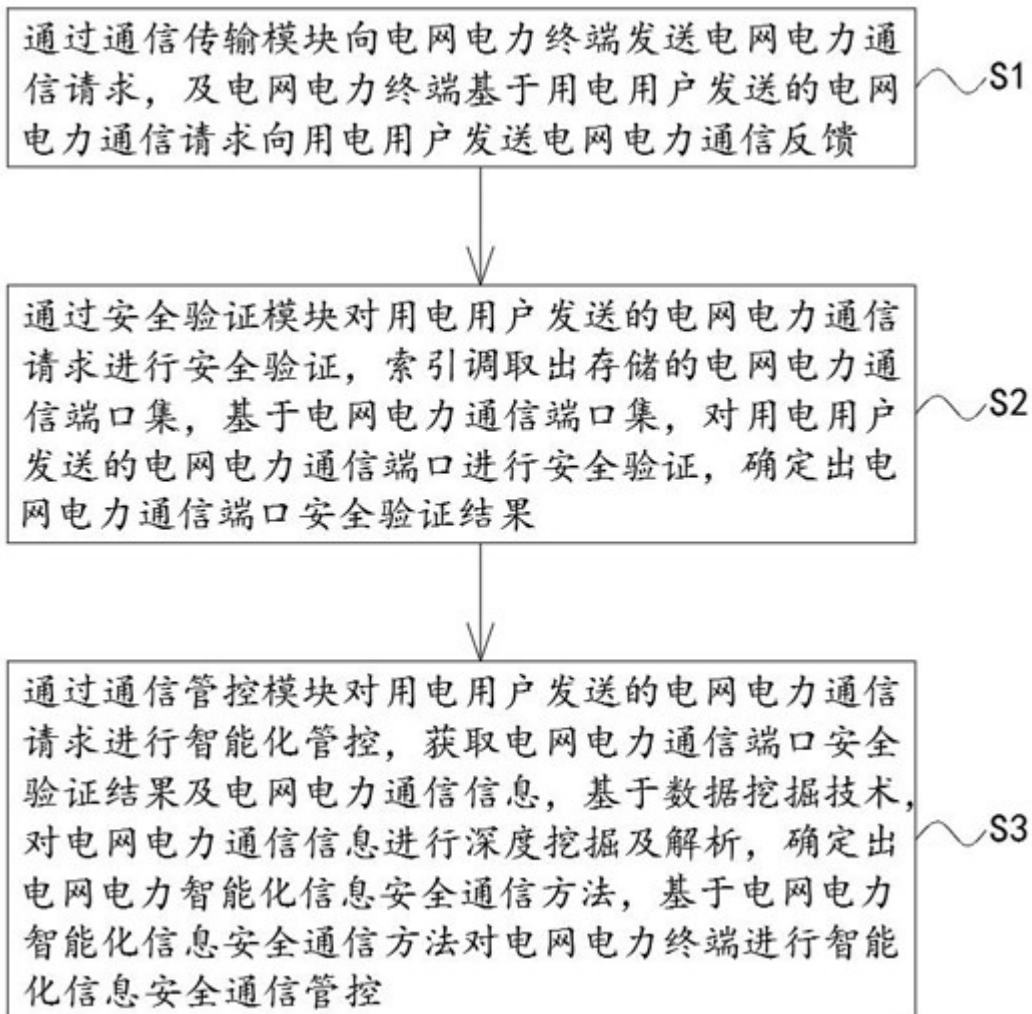 通过通信传输模块向电网电力终端发送电网电力通
信请求，及电网电力终端基于用电用户发送的电网
电力通信请求向用电用户发送电网电力通信反馈
S1
通过安全验证模块对用电用户发送的电网电力通信
请求进行安全验证，索引调取出存储的电网电力通
信端口集，基于电网电力通信端口集，对用电用户
发送的电网电力通信端口进行安全验证，确定出电
网电力通信端口安全验证结果
S2
通过通信管控模块对用电用户发送的电网电力通信
请求进行智能化管控，获取电网电力通信端口安全
验证结果及电网电力通信信息，基于数据挖掘技术，
对电网电力通信信息进行深度挖掘及解析，确定出
电网电力智能化信息安全通信方法，基于电网电力
智能化信息安全通信方法对电网电力终端进行智能
化信息安全通信管控
S3